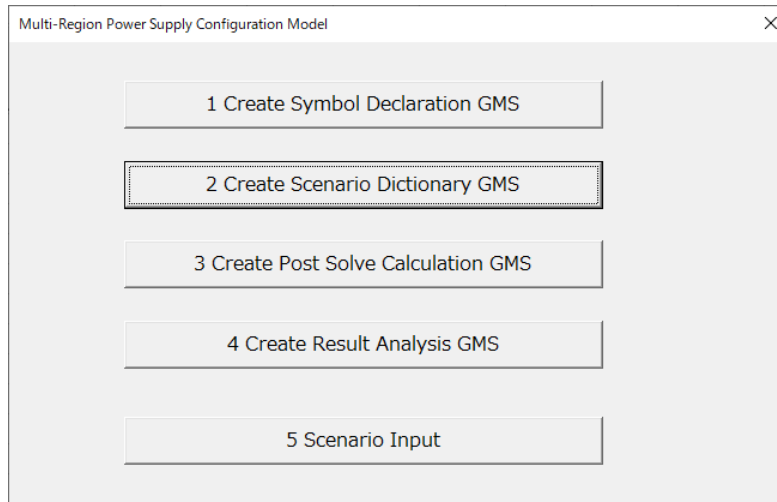 Multi-Region Power Supply Configuration Model
1 Create Symbol Declaration GMS
2 Create Scenario Dictionary GMS
3 Create Post Solve Calculation GMS
4 Create Result Analysis GMS
5 Scenario Input